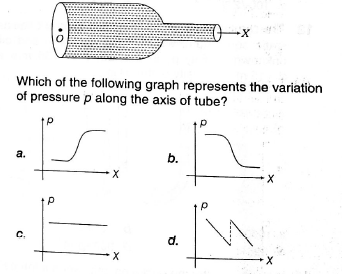 O
X
Which of the following graph represents the variation
of pressure p along the axis of tube?
a.
p
X
b.
p
X
c.
p
X
d.
p
X